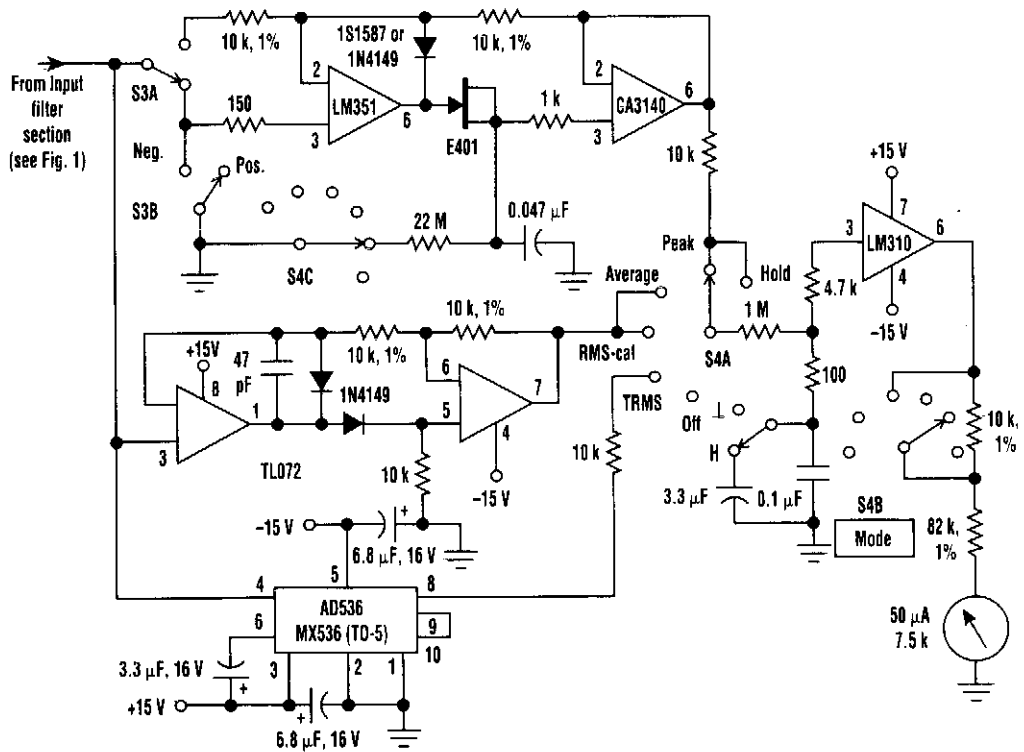 10 k, 1%
1S1587 or
1N4149
10 k, 1%
From Input
filter
section
(see Fig. 1)
S3A
2
LM351
6
3
150
E401
1 k
2
CA3140
6
3
10 k
Neg.
Pos.
S3B
S4C
22 M
0.047 µF
Peak
Hold
Average
+15 V
3
7
LM310
6
4
−15 V
4.7 k
1 M
S4A
100
10 k, 1%
10 k, 1%
RMS-cal
TRMS
Off
⊥
H
+15V
47
pF
8
1
3
1N4149
6
5
7
4
TL072
10 k
−15 V
10 k
3.3 µF
0.1 µF
S4B
Mode
10 k,
1%
82 k,
1%
50 µA
7.5 k
−15 V
+
6.8 µF, 16 V
4
5
8
6
AD536
MX536 (TO-5)
9
10
3
2
1
3.3 µF, 16 V
+
+15 V
+
6.8 µF, 16 V